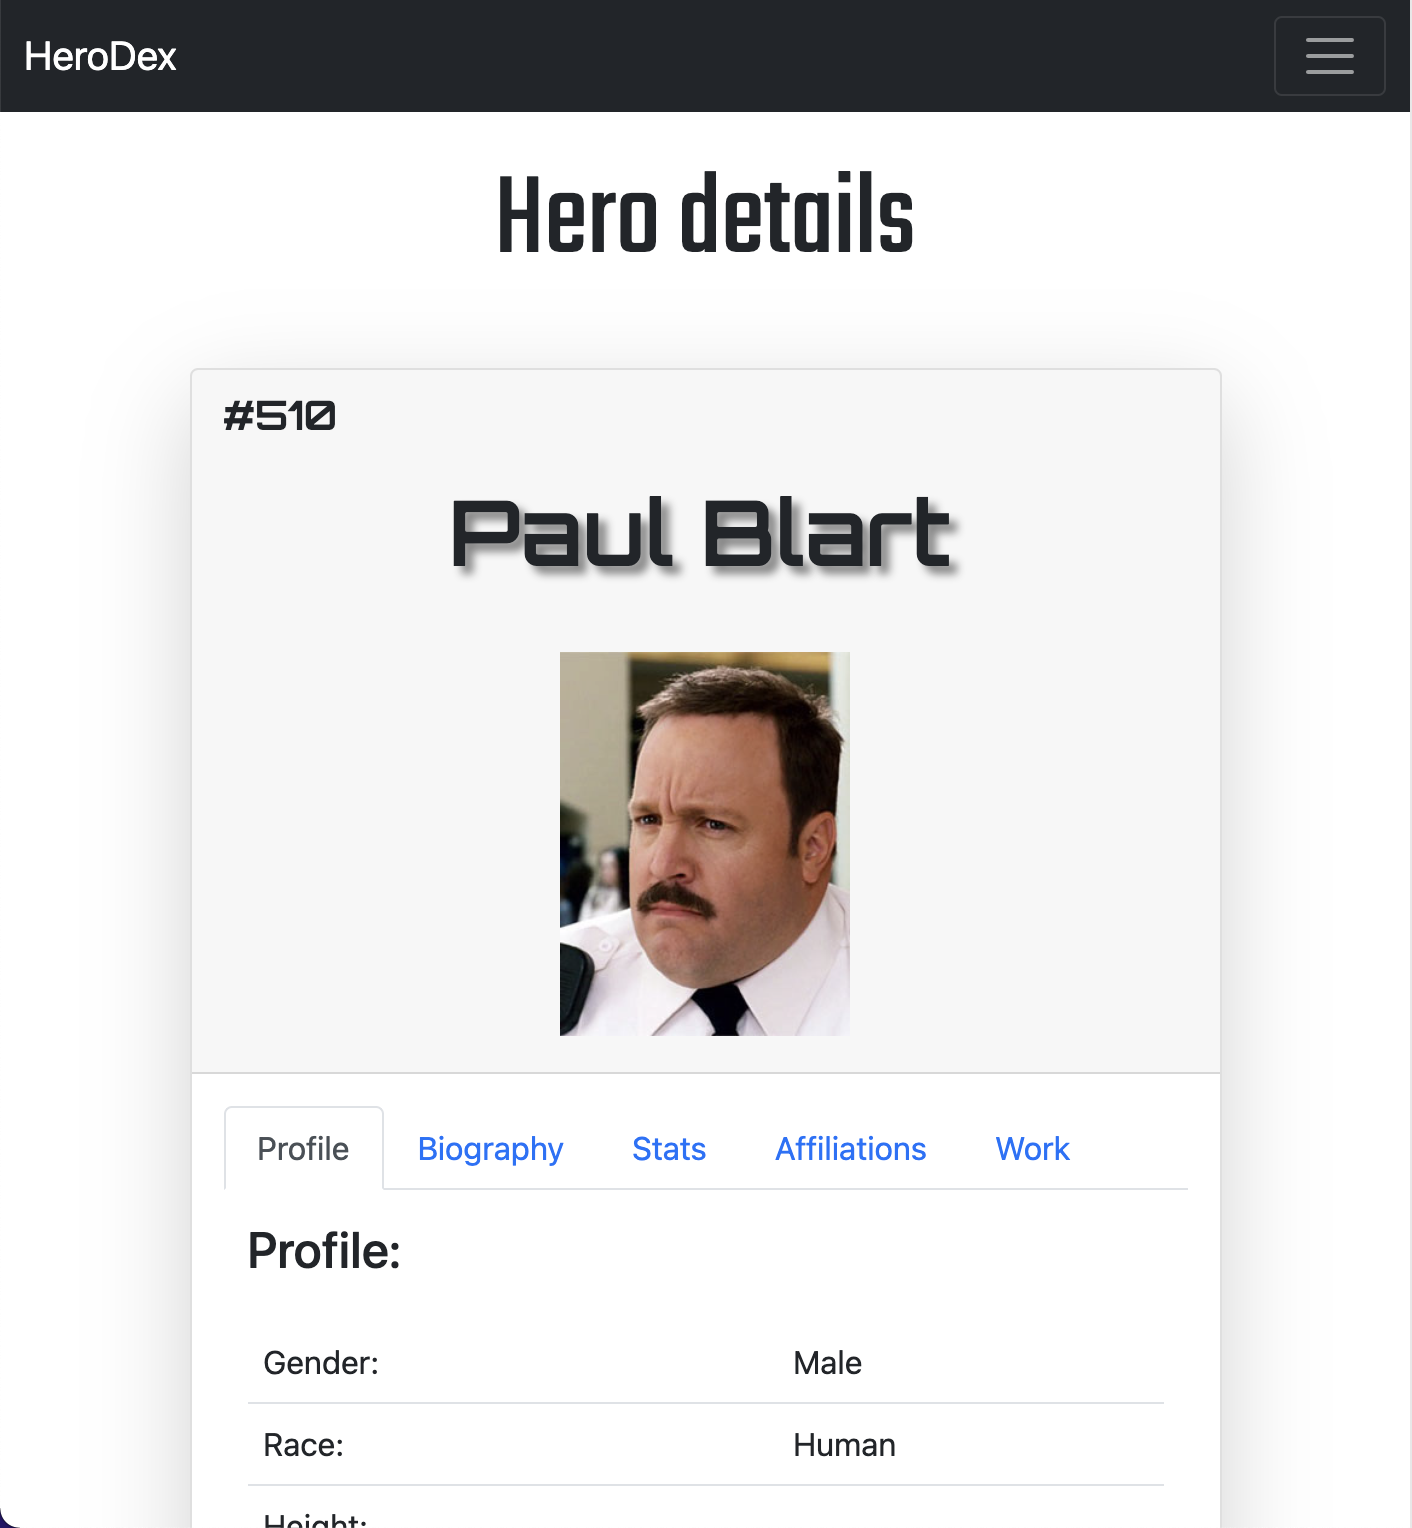 HeroDex
Hero details
#510
Paul Blart
Profile Biography Stats Affiliations Work
Profile:
Gender: Male
Race: Human
Height: